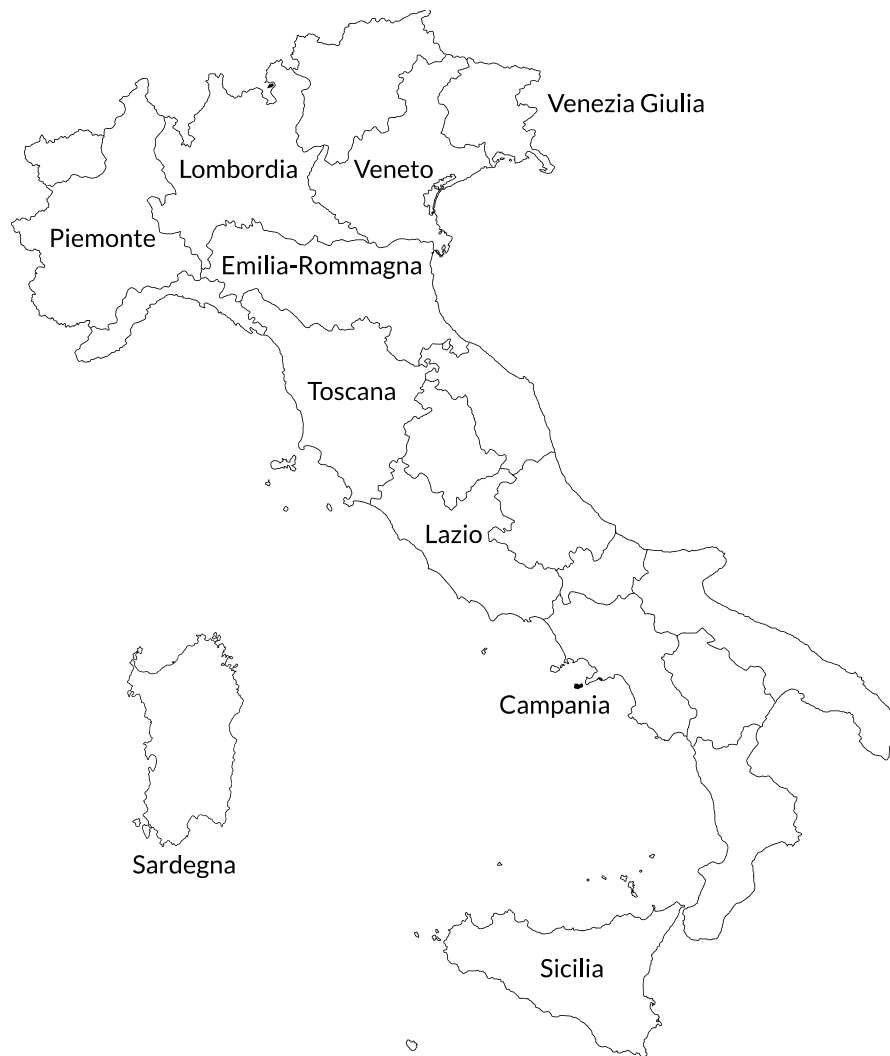 Venezia Giulia
Lombordia
Veneto
Piemonte
Emilia-Rommagna
Toscana
Lazio
Campania
Sardegna
Sicilia